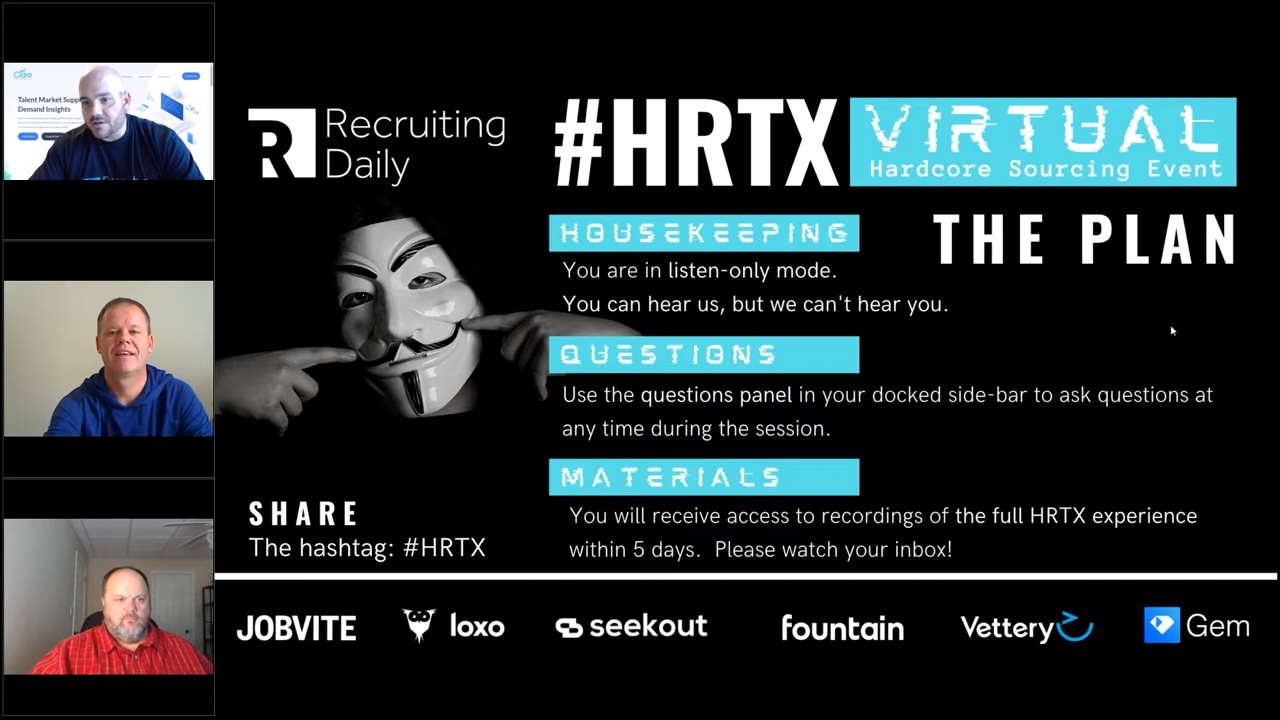 Claro
Talent Market Supp
Demand Insights
Recruiting
Daily
#HRTX
VIRTUAL
Hardcore Sourcing Event
THE PLAN
HOUSEKEEPING
You are in listen-only mode.
You can hear us, but we can't hear you.
QUESTIONS
Use the questions panel in your docked side-bar to ask questions at
any time during the session.
MATERIALS
You will receive access to recordings of the full HRTX experience
within 5 days. Please watch your inbox!
SHARE
The hashtag: #HRTX
JOBVITE
loxo
seekout
fountain
Vettery
Gem